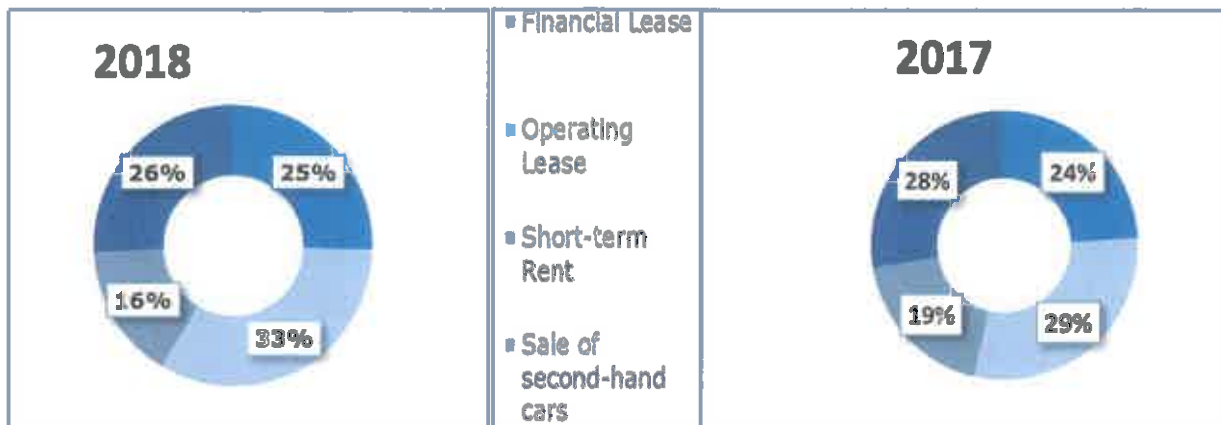 2018
26%
25%
16%
33%
Financial Lease
Operating
Lease
Short-term
Rent
Sale of
second-hand
cars
2017
28%
24%
19%
29%